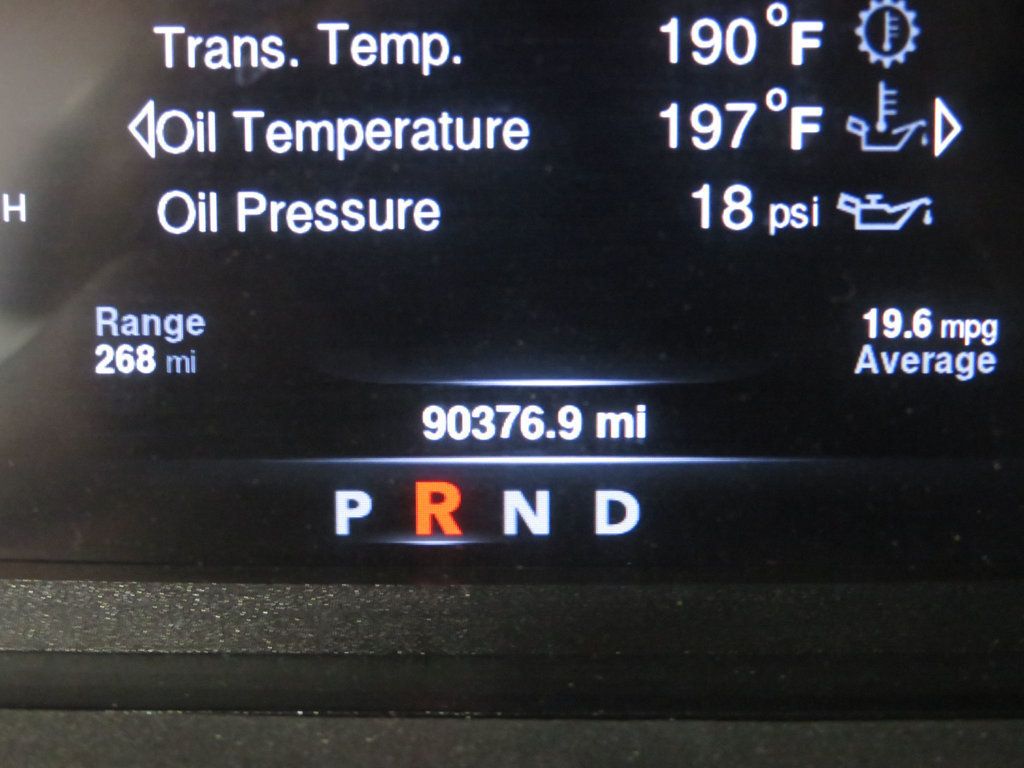 Trans. Temp. 190°F
Oil Temperature 197°F
H
Oil Pressure 18 psi
Range
268 mi
19.6 mpg
Average
90376.9 mi
P R N D